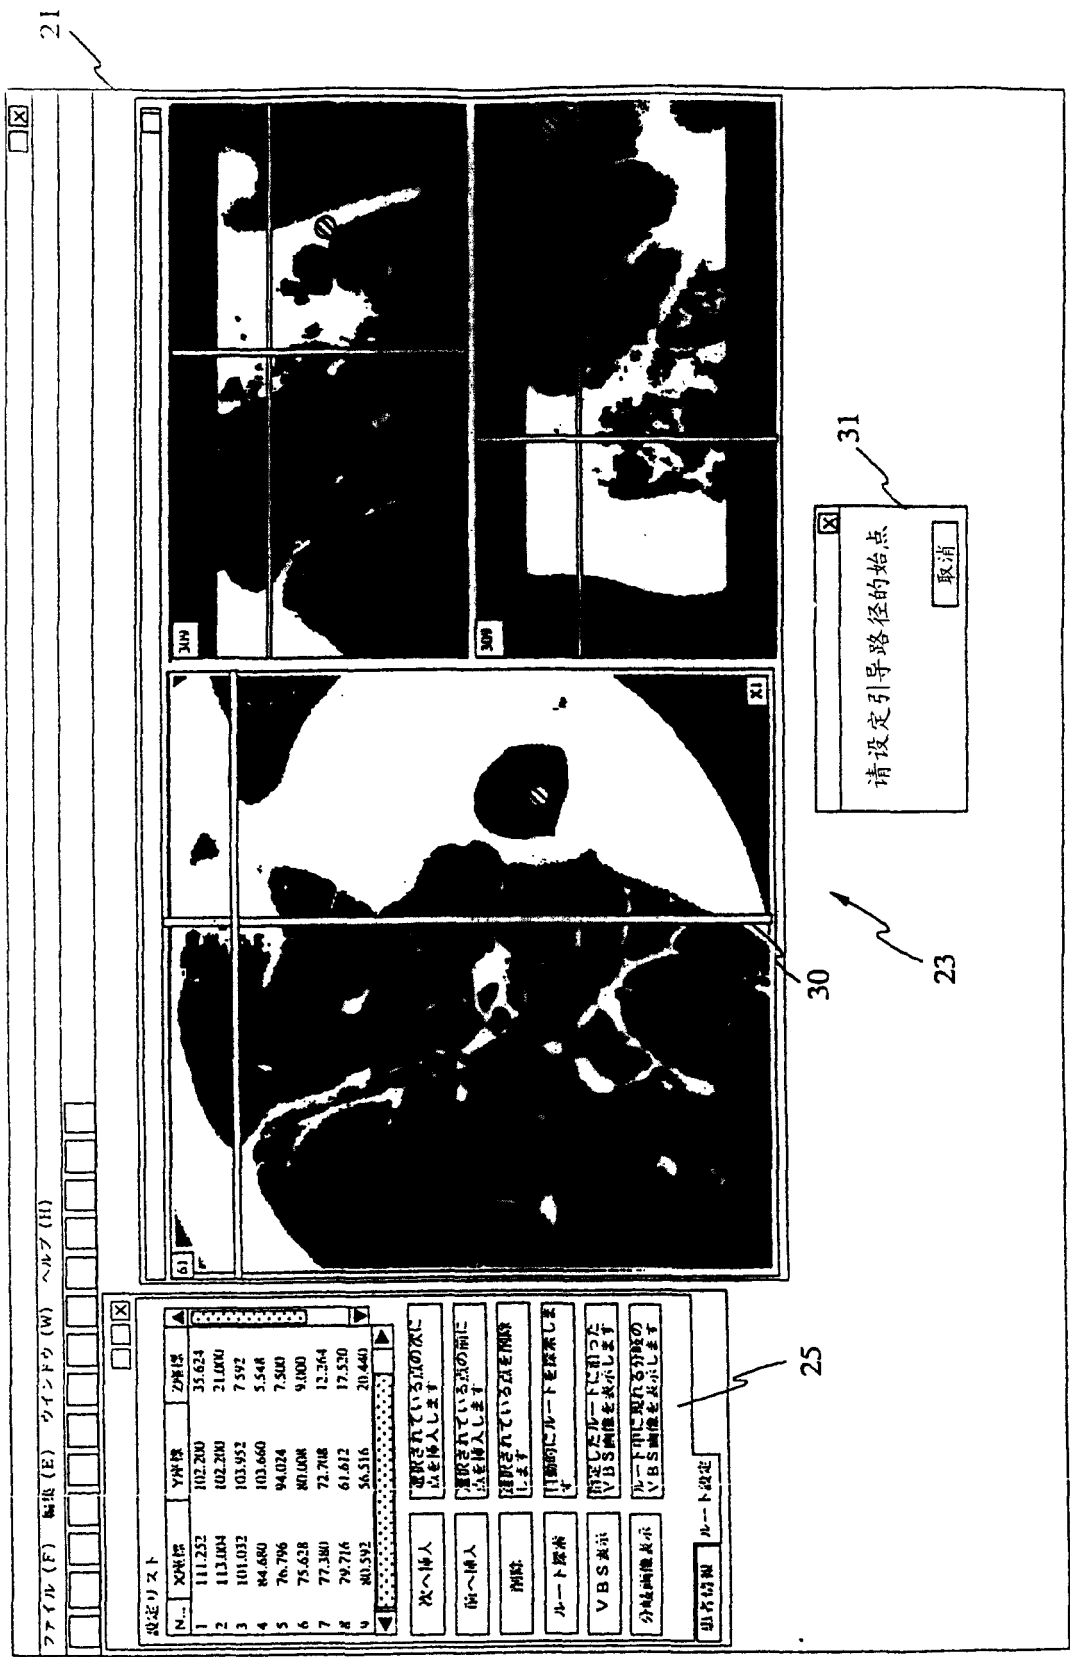 21
ファイル (F) 編集 (E) ウインドウ (W) ヘルプ (H)
設定リスト
N... X座標 Y座標 Z座標
1 111.252 102.200 35.624
2 113.004 102.200 21.000
3 101.032 103.952 7.592
4 84.680 103.660 5.548
5 76.796 94.024 7.500
6 75.628 80.008 9.000
7 77.380 72.708 12.264
8 79.716 61.612 17.520
9 80.592 56.516 20.440
次へ挿入 選択されている点の次に
点を挿入します
前へ挿入 選択されている点の前に
点を挿入します
削除 選択されている点を削除
します
ルート探索 自動的にルートを探索しま
す
VBS表示 指定したルートに沿った
VBS画像を表示します
分岐画像表示 ルート中に現れる分岐の
VBS画像を表示します
患者情報 ルート設定
25
61
X1
309
309
30
23
请设定引导路径的始点
取消
31